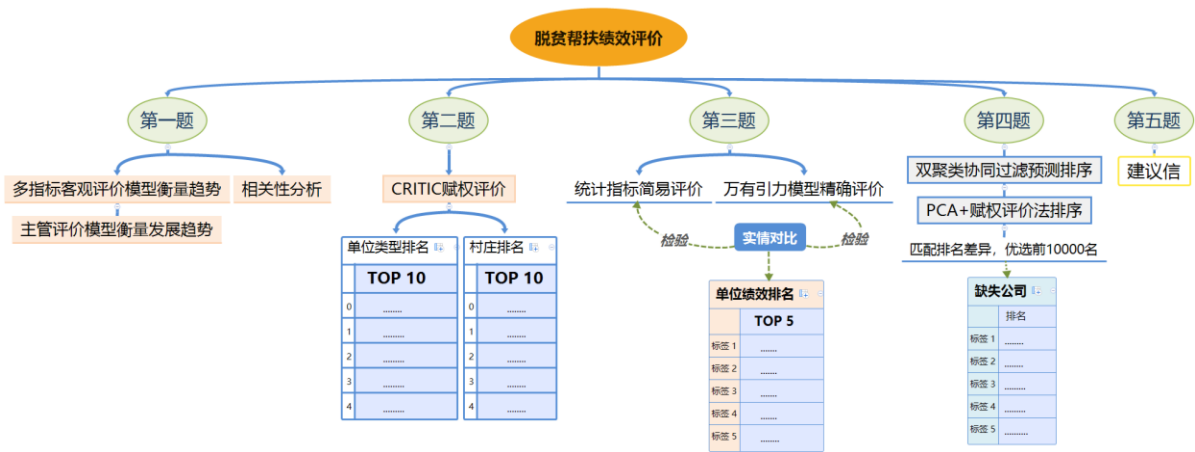 脱贫帮扶绩效评价
第一题
第二题
第三题
第四题
第五题
多指标客观评价模型衡量趋势
相关性分析
主管评价模型衡量发展趋势
CRITIC赋权评价
单位类型排名
TOP 10
0 ........
1 .........
2 .........
3 .........
4 .........
村庄排名
TOP 10
0 ........
1 ........
2 ........
3 ........
4 ........
统计指标简易评价
万有引力模型精确评价
检验
实情对比
检验
单位绩效排名
TOP 5
标签 1 .......
标签 2 .......
标签 3 .......
标签 4 .......
标签 5 ........
双聚类协同过滤预测排序
PCA+赋权评价法排序
匹配排名差异，优选前10000名
缺失公司
排名
标签 1 ........
标签 2 .........
标签 3 .........
标签 4 .........
标签 5 ..........
建议信